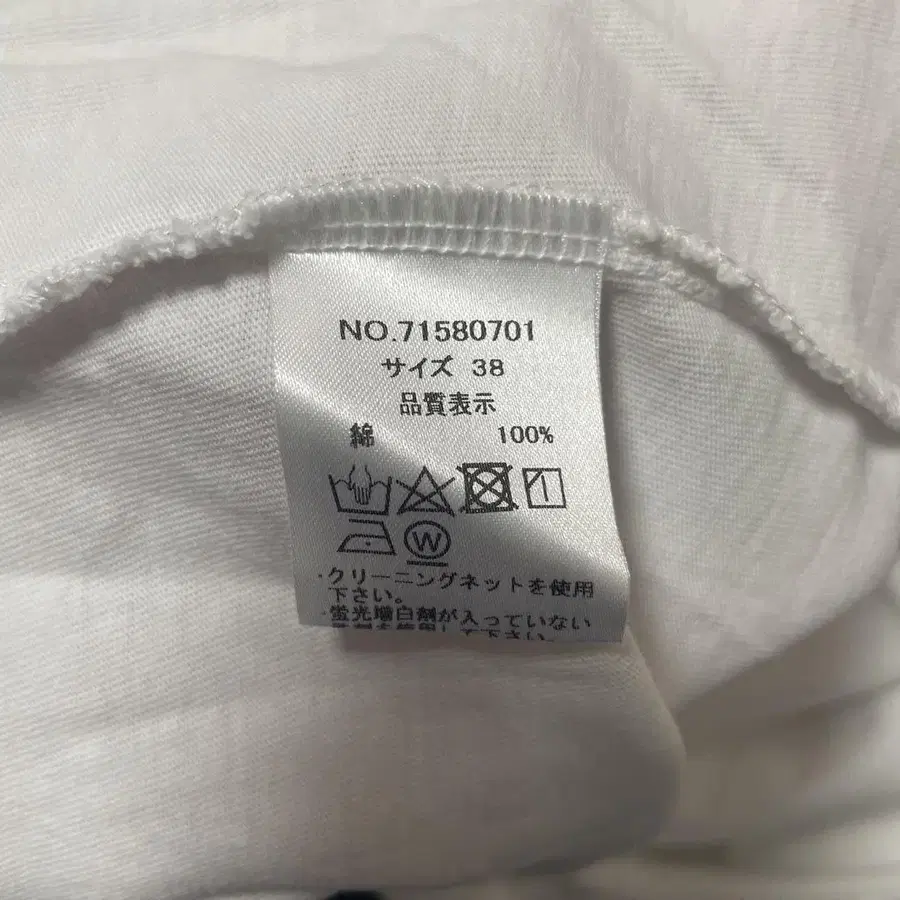 NO.71580701
サイズ 38
品質表示
綿 100%
W
・クリーニングネットを使用
下さい。
・蛍光増白剤が入っていない